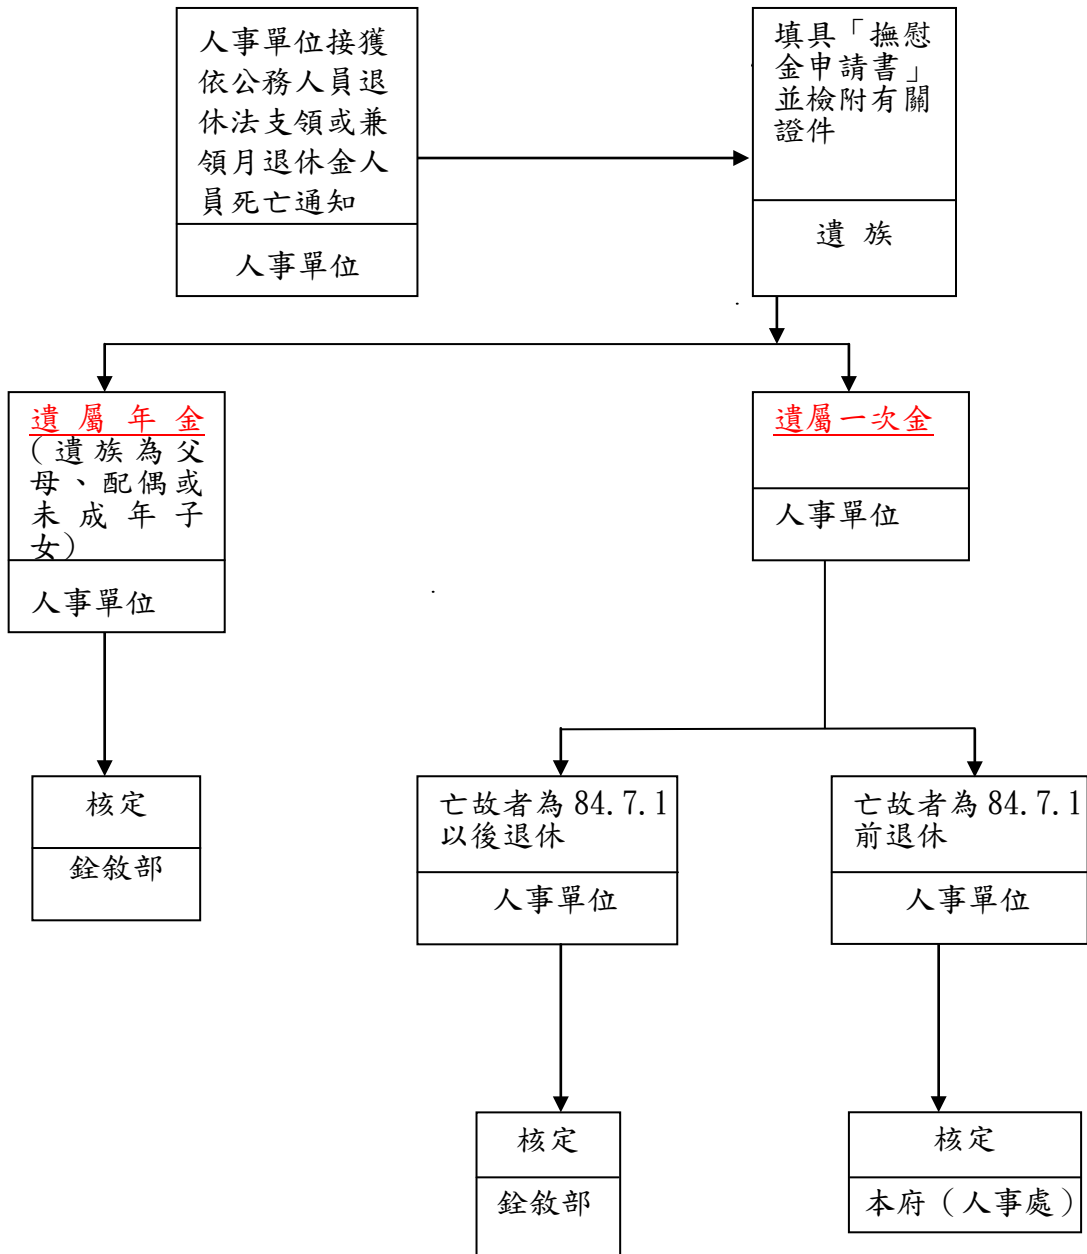 人事單位接獲
依公務人員退
休法支領或兼
領月退休金人
員死亡通知
人事單位
填具「撫慰
金申請書」
並檢附有關
證件
遺 族
遺屬年金
(遺族為父
母、配偶或
未成年子
女)
人事單位
遺屬一次金
人事單位
核定
銓敘部
亡故者為 84.7.1
以後退休
人事單位
亡故者為 84.7.1
前退休
人事單位
核定
銓敘部
核定
本府（人事處）